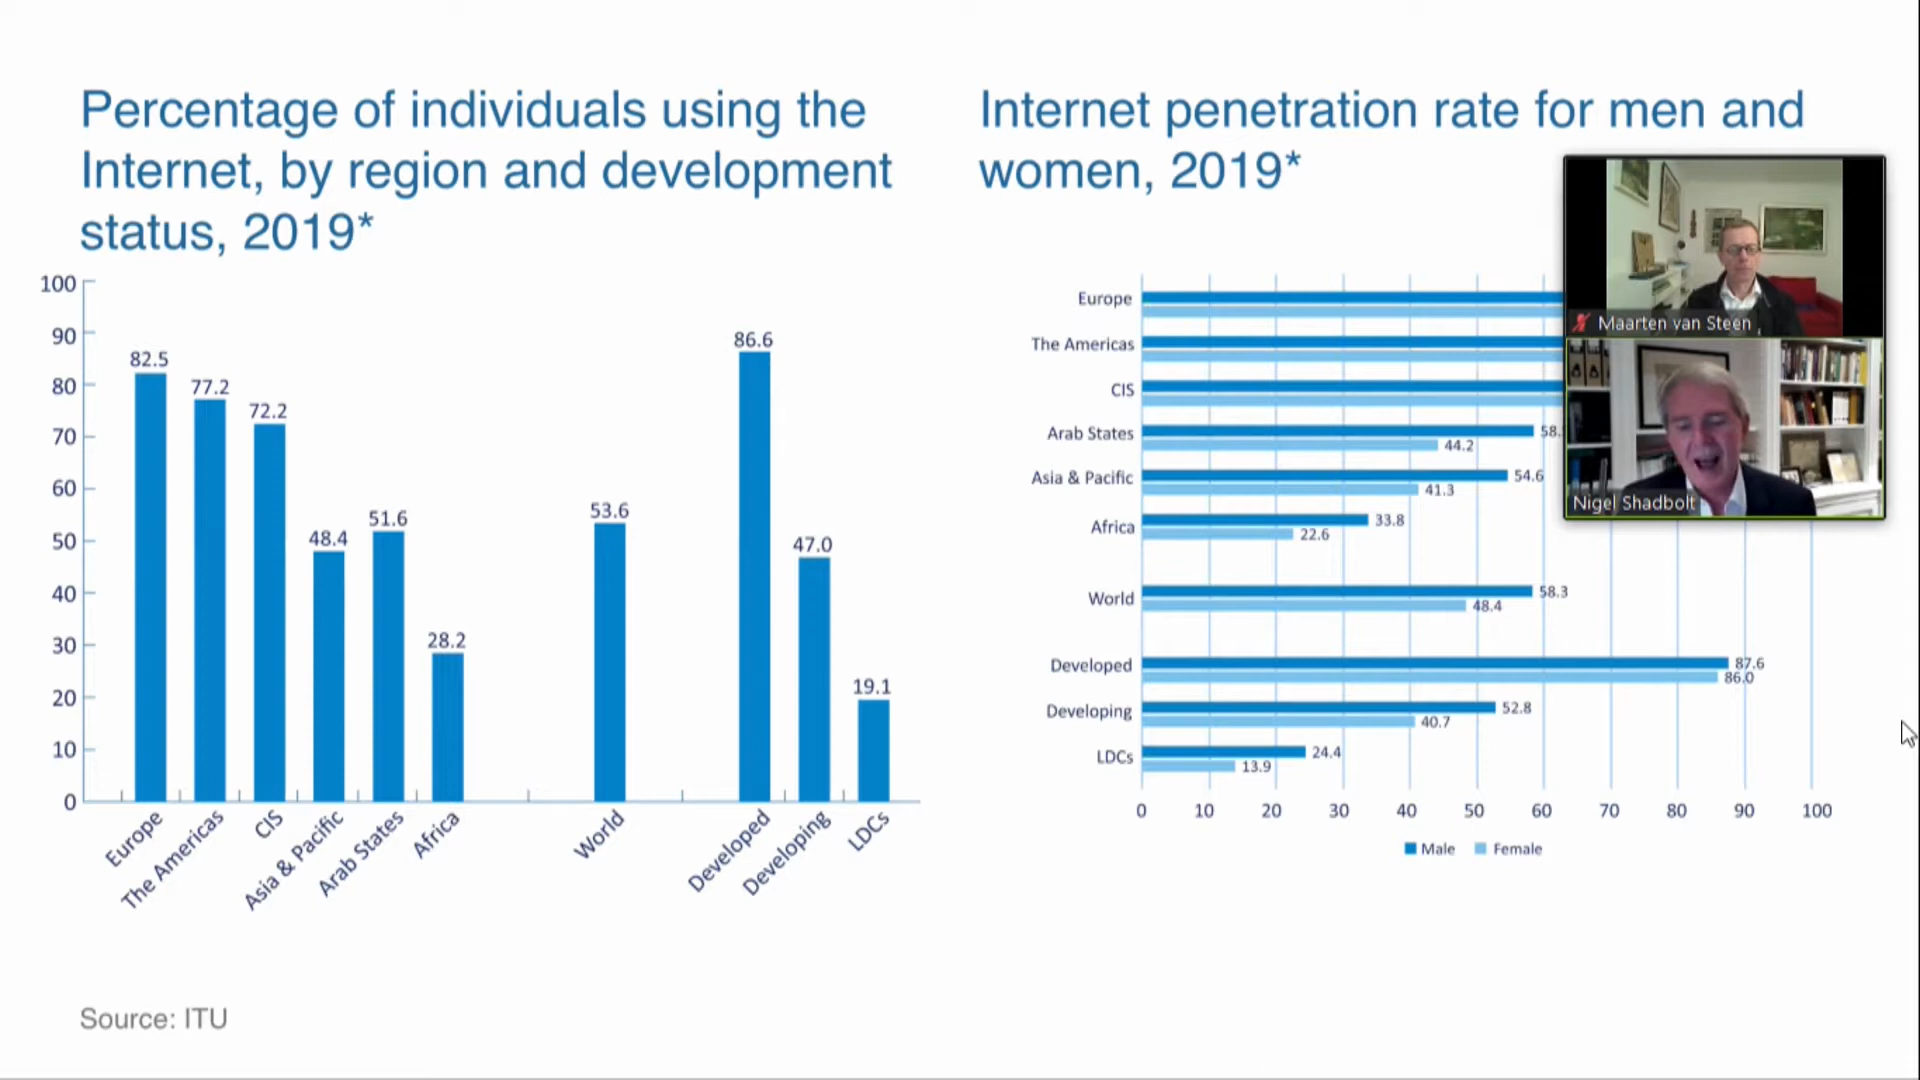 Percentage of individuals using the
Internet, by region and development
status, 2019*
100
90
80
70
60
50
40
30
20
10
0
82.5
77.2
72.2
48.4
51.6
28.2
53.6
86.6
47.0
19.1
Europe
The Americas
CIS
Asia & Pacific
Arab States
Africa
World
Developed
Developing
LDCs
Source: ITU
Internet penetration rate for men and
women, 2019*
Europe
The Americas
CIS
Arab States 58.
44.2
Asia & Pacific 54.6
41.3
Africa 33.8
22.6
World 58.3
48.4
Developed 87.6
86.0
Developing 52.8
40.7
LDCs 24.4
13.9
0 10 20 30 40 50 60 70 80 90 100
Male Female
Maarten van Steen
Nigel Shadbolt